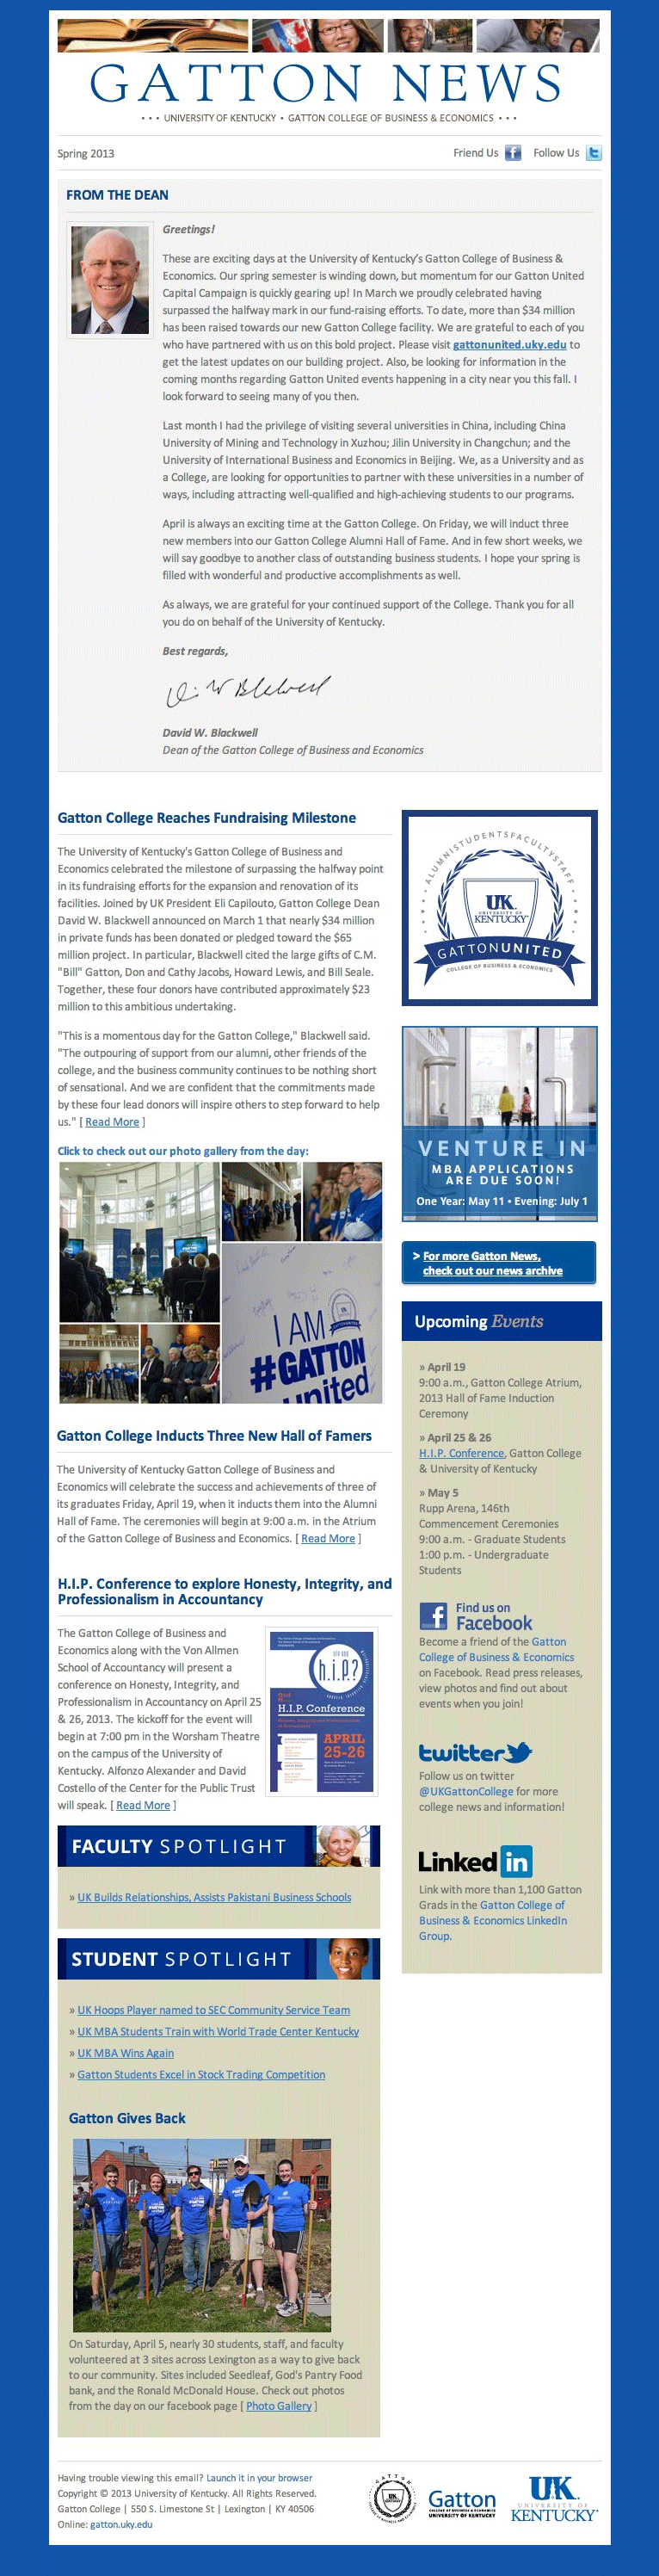 GATTON NEWS
• • • UNIVERSITY OF KENTUCKY • GATTON COLLEGE OF BUSINESS & ECONOMICS • • •
Spring 2013
Friend Us
Follow Us
FROM THE DEAN
Greetings!
These are exciting days at the University of Kentucky's Gatton College of Business &
Economics. Our spring semester is winding down, but momentum for our Gatton United
Capital Campaign is quickly gearing up! In March we proudly celebrated having
surpassed the halfway mark in our fund-raising efforts. To date, more than $34 million
has been raised towards our new Gatton College facility. We are grateful to each of you
who have partnered with us on this bold project. Please visit gattonunited.uky.edu to
get the latest updates on our building project. Also, be looking for information in the
coming months regarding Gatton United events happening in a city near you this fall. I
look forward to seeing many of you then.
Last month I had the privilege of visiting several universities in China, including China
University of Mining and Technology in Xuzhou; Jilin University in Changchun; and the
University of International Business and Economics in Beijing. We, as a University and as
a College, are looking for opportunities to partner with these universities in a number of
ways, including attracting well-qualified and high-achieving students to our programs.
April is always an exciting time at the Gatton College. On Friday, we will induct three
new members into our Gatton College Alumni Hall of Fame. And in few short weeks, we
will say goodbye to another class of outstanding business students. I hope your spring is
filled with wonderful and productive accomplishments as well.
As always, we are grateful for your continued support of the College. Thank you for all
you do on behalf of the University of Kentucky.
Best regards,
David W. Blackwell
Dean of the Gatton College of Business and Economics
Gatton College Reaches Fundraising Milestone
The University of Kentucky's Gatton College of Business and
Economics celebrated the milestone of surpassing the halfway point
in its fundraising efforts for the expansion and renovation of its
facilities. Joined by UK President Eli Capilouto, Gatton College Dean
David W. Blackwell announced on March 1 that nearly $34 million
in private funds has been donated or pledged toward the $65
million project. In particular, Blackwell cited the large gifts of C.M.
"Bill" Gatton, Don and Cathy Jacobs, Howard Lewis, and Bill Seale.
Together, these four donors have contributed approximately $23
million to this ambitious undertaking.
"This is a momentous day for the Gatton College," Blackwell said.
"The outpouring of support from our alumni, other friends of the
college, and the business community continues to be nothing short
of sensational. And we are confident that the commitments made
by these four lead donors will inspire others to step forward to help
us." [ Read More ]
Click to check out our photo gallery from the day:
I AM
#GATTON
united
Gatton College Inducts Three New Hall of Famers
The University of Kentucky Gatton College of Business and
Economics will celebrate the success and achievements of three of
its graduates Friday, April 19, when it inducts them into the Alumni
Hall of Fame. The ceremonies will begin at 9:00 a.m. in the Atrium
of the Gatton College of Business and Economics. [ Read More ]
H.I.P. Conference to explore Honesty, Integrity, and
Professionalism in Accountancy
The Gatton College of Business and
Economics along with the Von Allmen
School of Accountancy will present a
conference on Honesty, Integrity, and
Professionalism in Accountancy on April 25
& 26, 2013. The kickoff for the event will
begin at 7:00 pm in the Worsham Theatre
on the campus of the University of
Kentucky. Alfonzo Alexander and David
Costello of the Center for the Public Trust
will speak. [ Read More ]
h.i.p.?
2nd
H.I.P. Conference
APRIL
25-26
FACULTY SPOTLIGHT
» UK Builds Relationships, Assists Pakistani Business Schools
STUDENT SPOTLIGHT
» UK Hoops Player named to SEC Community Service Team
» UK MBA Students Train with World Trade Center Kentucky
» UK MBA Wins Again
» Gatton Students Excel in Stock Trading Competition
Gatton Gives Back
On Saturday, April 5, nearly 30 students, staff, and faculty
volunteered at 3 sites across Lexington as a way to give back
to our community. Sites included Seedleaf, God's Pantry Food
bank, and the Ronald McDonald House. Check out photos
from the day on our facebook page [ Photo Gallery ]
ALUMNISTUDENTSFACULTYSTAFF
UK
UNIVERSITY OF
KENTUCKY
GATTONUNITED
COLLEGE OF BUSINESS & ECONOMICS
VENTURE IN
MBA APPLICATIONS
ARE DUE SOON!
One Year: May 11 • Evening: July 1
> For more Gatton News,
check out our news archive
Upcoming Events
» April 19
9:00 a.m., Gatton College Atrium,
2013 Hall of Fame Induction
Ceremony
» April 25 & 26
H.I.P. Conference, Gatton College
& University of Kentucky
» May 5
Rupp Arena, 146th
Commencement Ceremonies
9:00 a.m. - Graduate Students
1:00 p.m. - Undergraduate
Students
Find us on
Facebook
Become a friend of the Gatton
College of Business & Economics
on Facebook. Read press releases,
view photos and find out about
events when you join!
twitter
Follow us on twitter
@UKGattonCollege for more
college news and information!
Linked in
Link with more than 1,100 Gatton
Grads in the Gatton College of
Business & Economics LinkedIn
Group.
Having trouble viewing this email? Launch it in your browser
Copyright © 2013 University of Kentucky. All Rights Reserved.
Gatton College | 550 S. Limestone St | Lexington | KY 40506
Online: gatton.uky.edu
GATTON
Gatton
COLLEGE OF BUSINESS & ECONOMICS
UNIVERSITY OF KENTUCKY
UK
UNIVERSITY OF
KENTUCKY